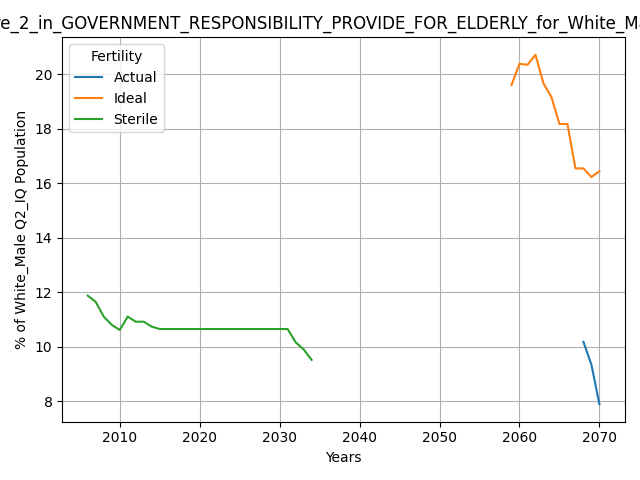 re_2_in_GOVERNMENT_RESPONSIBILITY_PROVIDE_FOR_ELDERLY_for_White_Ma
Fertility
Actual
Ideal
Sterile
% of White_Male Q2_IQ Population
20
18
16
14
12
10
8
2010 2020 2030 2040 2050 2060 2070
Years